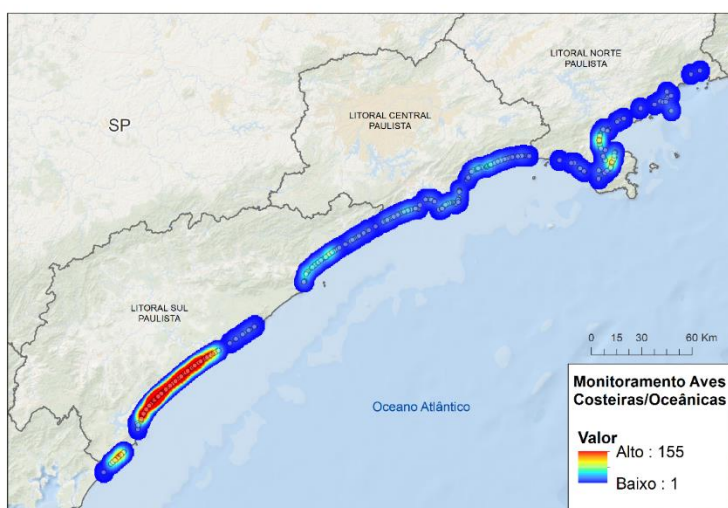 LITORAL NORTE
PAULISTA
LITORAL CENTRAL
PAULISTA
SP
LITORAL SUL
PAULISTA
0 15 30 60 Km
Oceano Atlântico
Monitoramento Aves
Costeiras/Oceânicas
Valor
Alto : 155
Baixo : 1